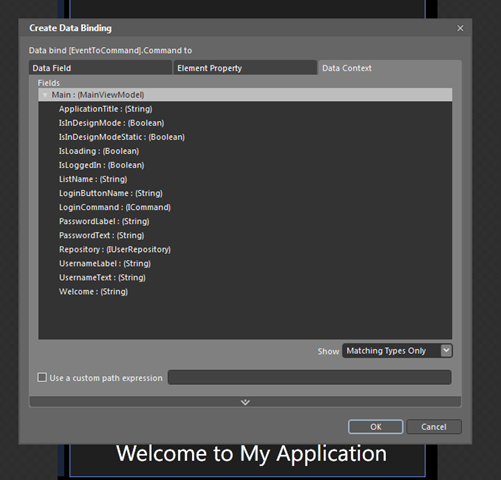 Create Data Binding
Data bind [EventToCommand].Command to
Data Field
Element Property
Data Context
Fields
Main : (MainViewModel)
ApplicationTitle : (String)
IsInDesignMode : (Boolean)
IsInDesignModeStatic : (Boolean)
IsLoading : (Boolean)
IsLoggedIn : (Boolean)
ListName : (String)
LoginButtonName : (String)
LoginCommand : (ICommand)
PasswordLabel : (String)
PasswordText : (String)
Repository : (IUserRepository)
UsernameLabel : (String)
UsernameText : (String)
Welcome : (String)
Show Matching Types Only
Use a custom path expression
OK
Cancel
Welcome to My Application